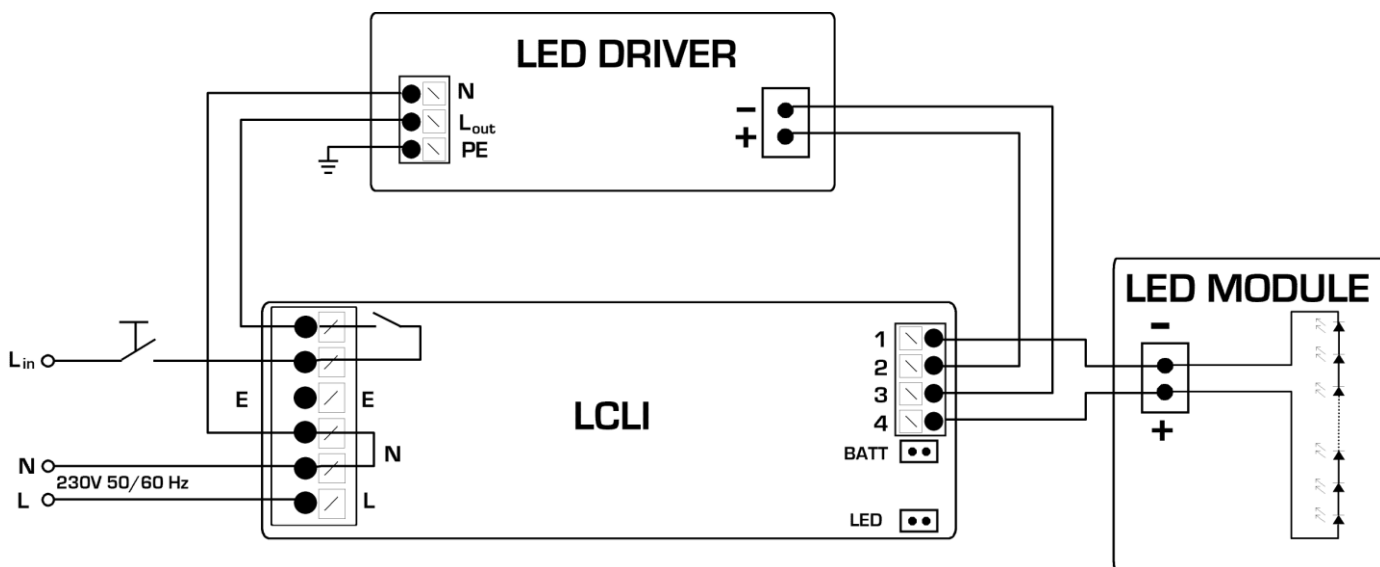 LED DRIVER
N
Lout
PE
-
+
LED MODULE
-
+
Lin
E
E
LCLI
1
2
3
4
N
N
230V 50/60 Hz
L
L
BATT
LED